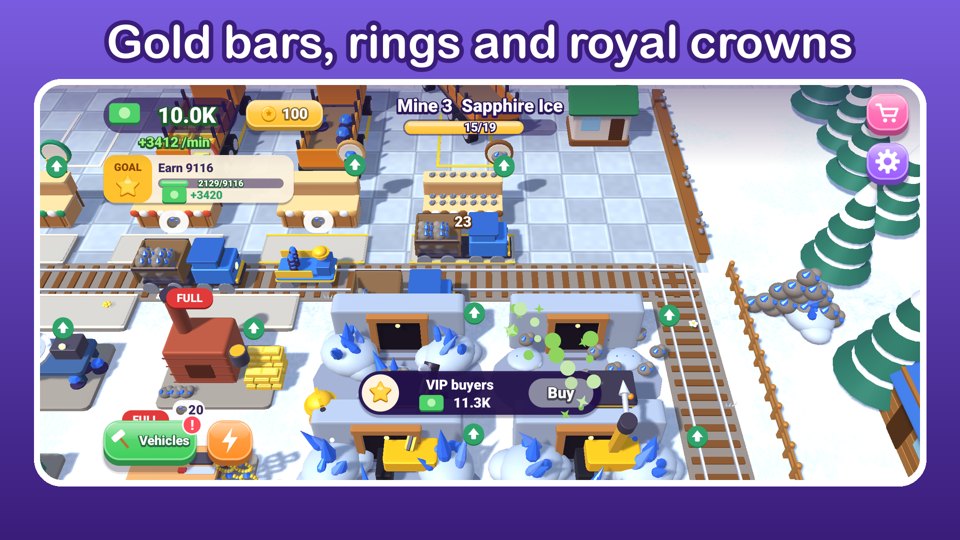 Gold bars, rings and royal crowns
10.0K
100
+3412 /min
Mine 3 Sapphire Ice
15/19
GOAL
Earn 9116
2129/9116
+3420
23
FULL
VIP buyers
11.3K
Buy
FULL
20
!
Vehicles